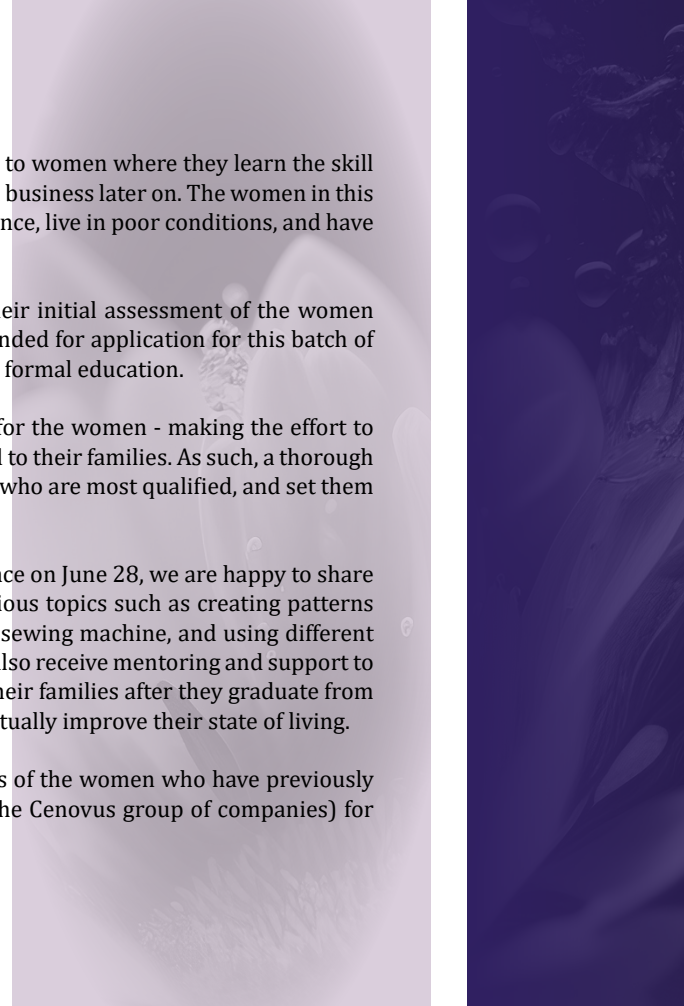 to women where they learn the skill
business later on. The women in this
nce, live in poor conditions, and have
eir initial assessment of the women
nded for application for this batch of
formal education.
for the women - making the effort to
to their families. As such, a thorough
who are most qualified, and set them
nce on June 28, we are happy to share
ious topics such as creating patterns
sewing machine, and using different
lso receive mentoring and support to
heir families after they graduate from
tually improve their state of living.
s of the women who have previously
he Cenovus group of companies) for